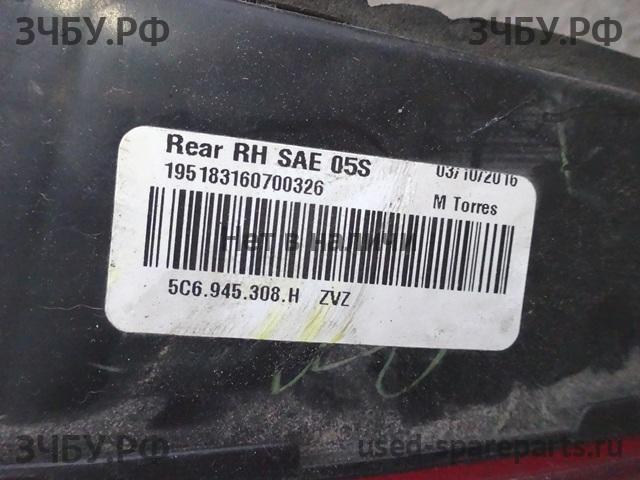 ЗЧБУ.РФ ЗЧБУ.РФ
Rear RH SAE 05S 03/10/2016
195183160700326
M Torres
Нет в наличии
5C6.945.308.H ZVZ
ЗЧБУ.РФ used-spareparts.ru